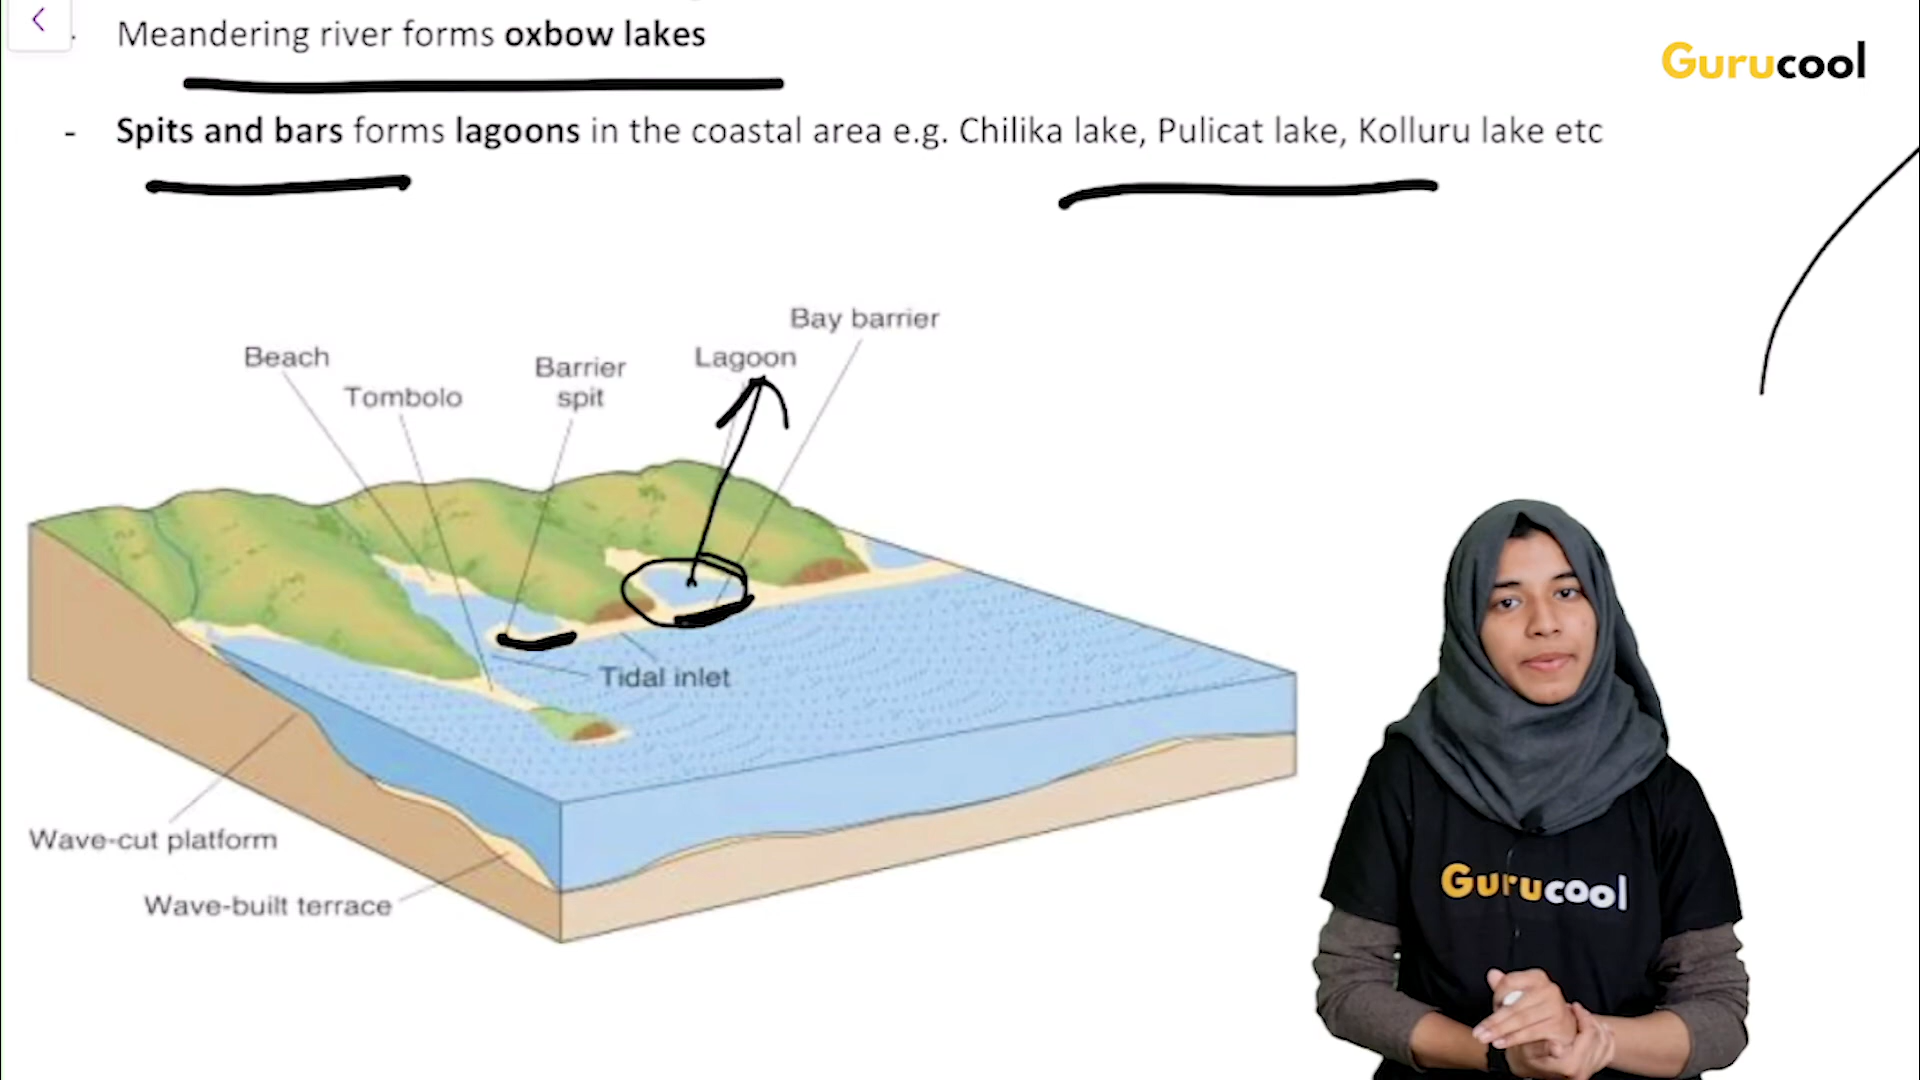 Meandering river forms oxbow lakes
Gurucool
- Spits and bars forms lagoons in the coastal area e.g. Chilika lake, Pulicat lake, Kolluru lake etc
Bay barrier
Beach
Lagoon
Barrier
spit
Tombolo
Tidal inlet
Wave-cut platform
Wave-built terrace
Gurucool